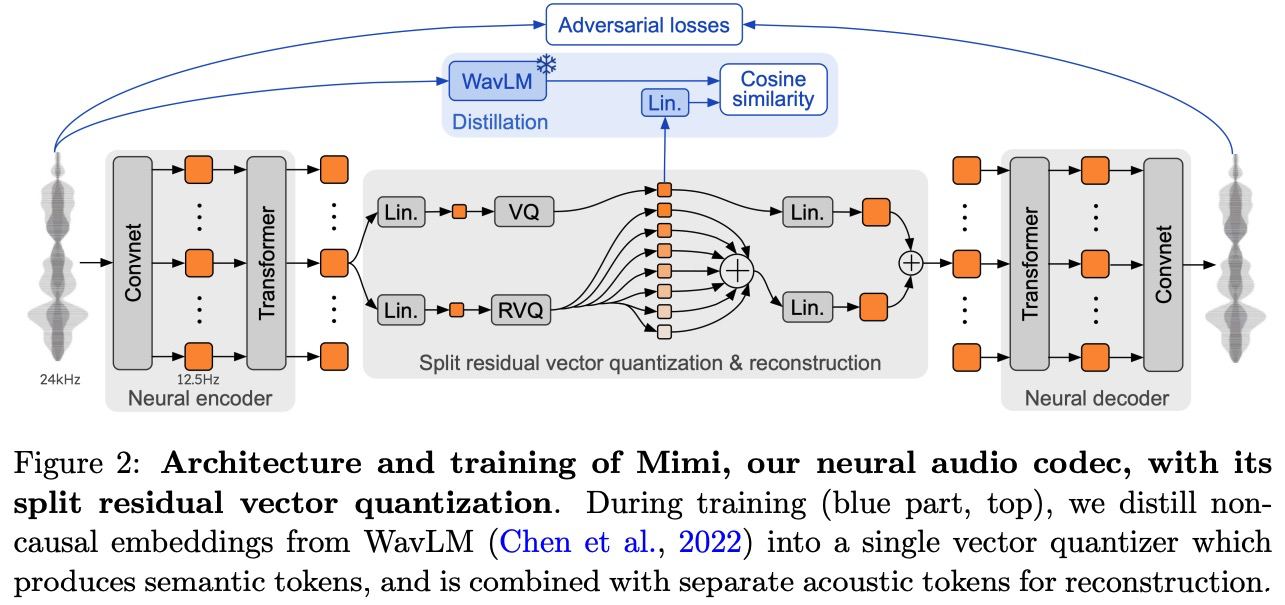 Adversarial losses
WavLM
Cosine
similarity
Lin.
Distillation
Convnet
Transformer
Lin.
VQ
Lin.
RVQ
Lin.
Lin.
Transformer
Convnet
Split residual vector quantization & reconstruction
24kHz
12.5Hz
Neural encoder
Neural decoder
Figure 2: Architecture and training of Mimi, our neural audio codec, with its
split residual vector quantization. During training (blue part, top), we distill non-
causal embeddings from WavLM (Chen et al., 2022) into a single vector quantizer which
produces semantic tokens, and is combined with separate acoustic tokens for reconstruction.